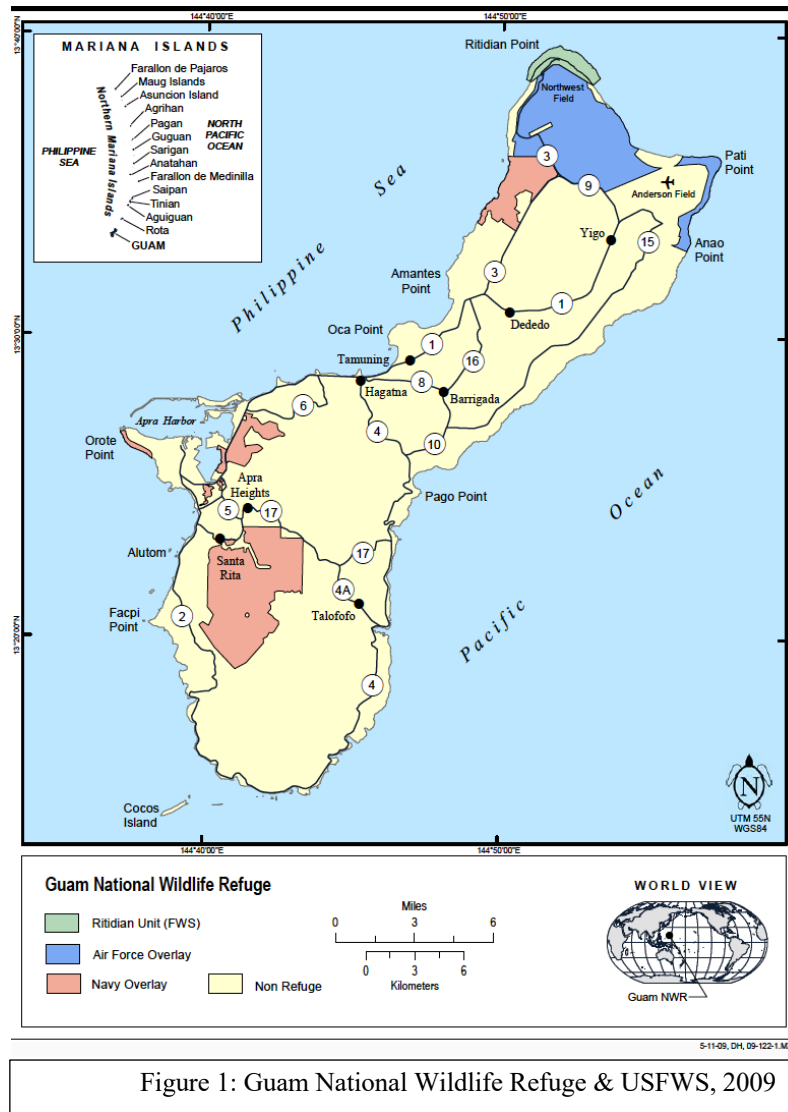 144°40'00"E
144°50'00"E
13°40'00"N
13°30'00"N
13°20'00"N
MARIANA ISLANDS
Farallon de Pajaros
Maug Islands
Asuncion Island
Agrihan
Pagan
Guguan
Sarigan
Anatahan
Farallon de Medinilla
Saipan
Tinian
Aguiguan
Rota
GUAM
Northern Mariana Islands
PHILIPPINE
SEA
NORTH
PACIFIC
OCEAN
Ritidian Point
Northwest
Field
3
9
Pati
Point
Anderson Field
Yigo
15
Anao
Point
Philippine Sea
Amantes
Point
3
1
Dededo
Oca Point
1
Tamuning
16
8
Hagatna
Barrigada
6
Apra Harbor
4
10
Orote
Point
Pago Point
Apra
Heights
5
17
Alutom
Santa
Rita
17
4A
Talofofo
Facpi
Point
2
4
Pacific Ocean
Cocos
Island
N
UTM 55N
WGS84
144°40'00"E
144°50'00"E
Guam National Wildlife Refuge
Ritidian Unit (FWS)
Air Force Overlay
Navy Overlay
Non Refuge
Miles
0 3 6
0 3 6
Kilometers
WORLD VIEW
Guam NWR
5-11-09, DH, 09-122-1.M
Figure 1: Guam National Wildlife Refuge & USFWS, 2009